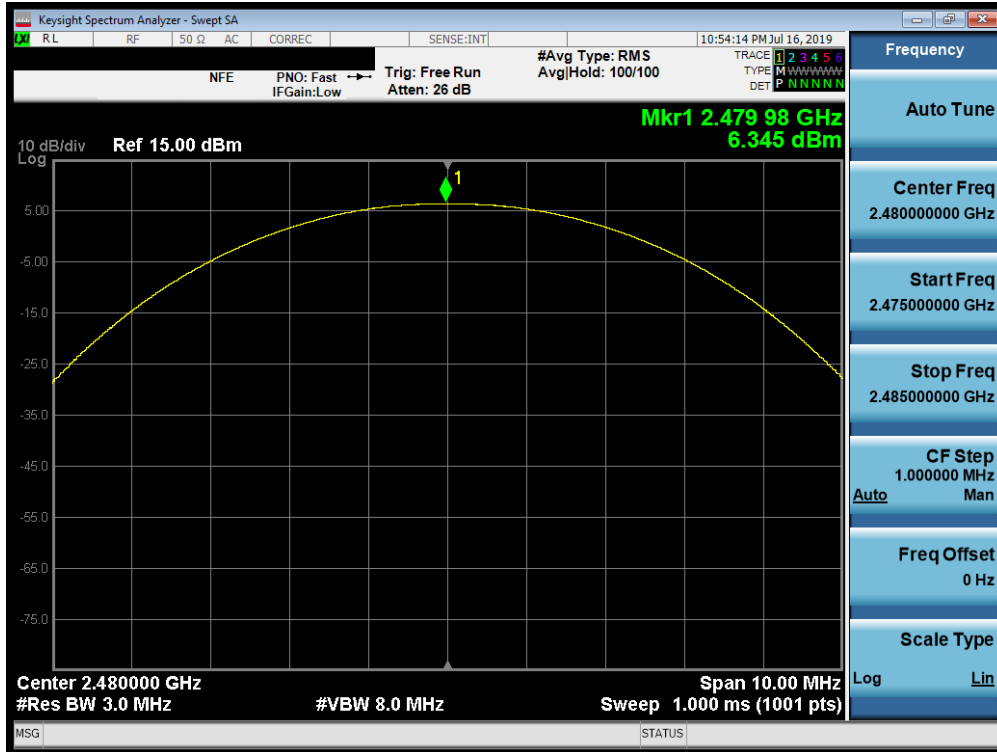 Keysight Spectrum Analyzer - Swept SA
LXI RL RF 50 Ω AC CORREC SENSE:INT 10:54:14 PM Jul 16, 2019
NFE PNO: Fast Trig: Free Run #Avg Type: RMS TRACE 1 2 3 4 5 6
IFGain:Low Atten: 26 dB Avg|Hold: 100/100 TYPE M WWWWW
DET P N N N N N
Mkr1 2.479 98 GHz
6.345 dBm
10 dB/div Ref 15.00 dBm
Log
1
5.00
-5.00
-15.0
-25.0
-35.0
-45.0
-55.0
-65.0
-75.0
Center 2.480000 GHz Span 10.00 MHz
#Res BW 3.0 MHz #VBW 8.0 MHz Sweep 1.000 ms (1001 pts)
MSG STATUS
Frequency
Auto Tune
Center Freq
2.480000000 GHz
Start Freq
2.475000000 GHz
Stop Freq
2.485000000 GHz
CF Step
1.000000 MHz
Auto Man
Freq Offset
0 Hz
Scale Type
Log Lin